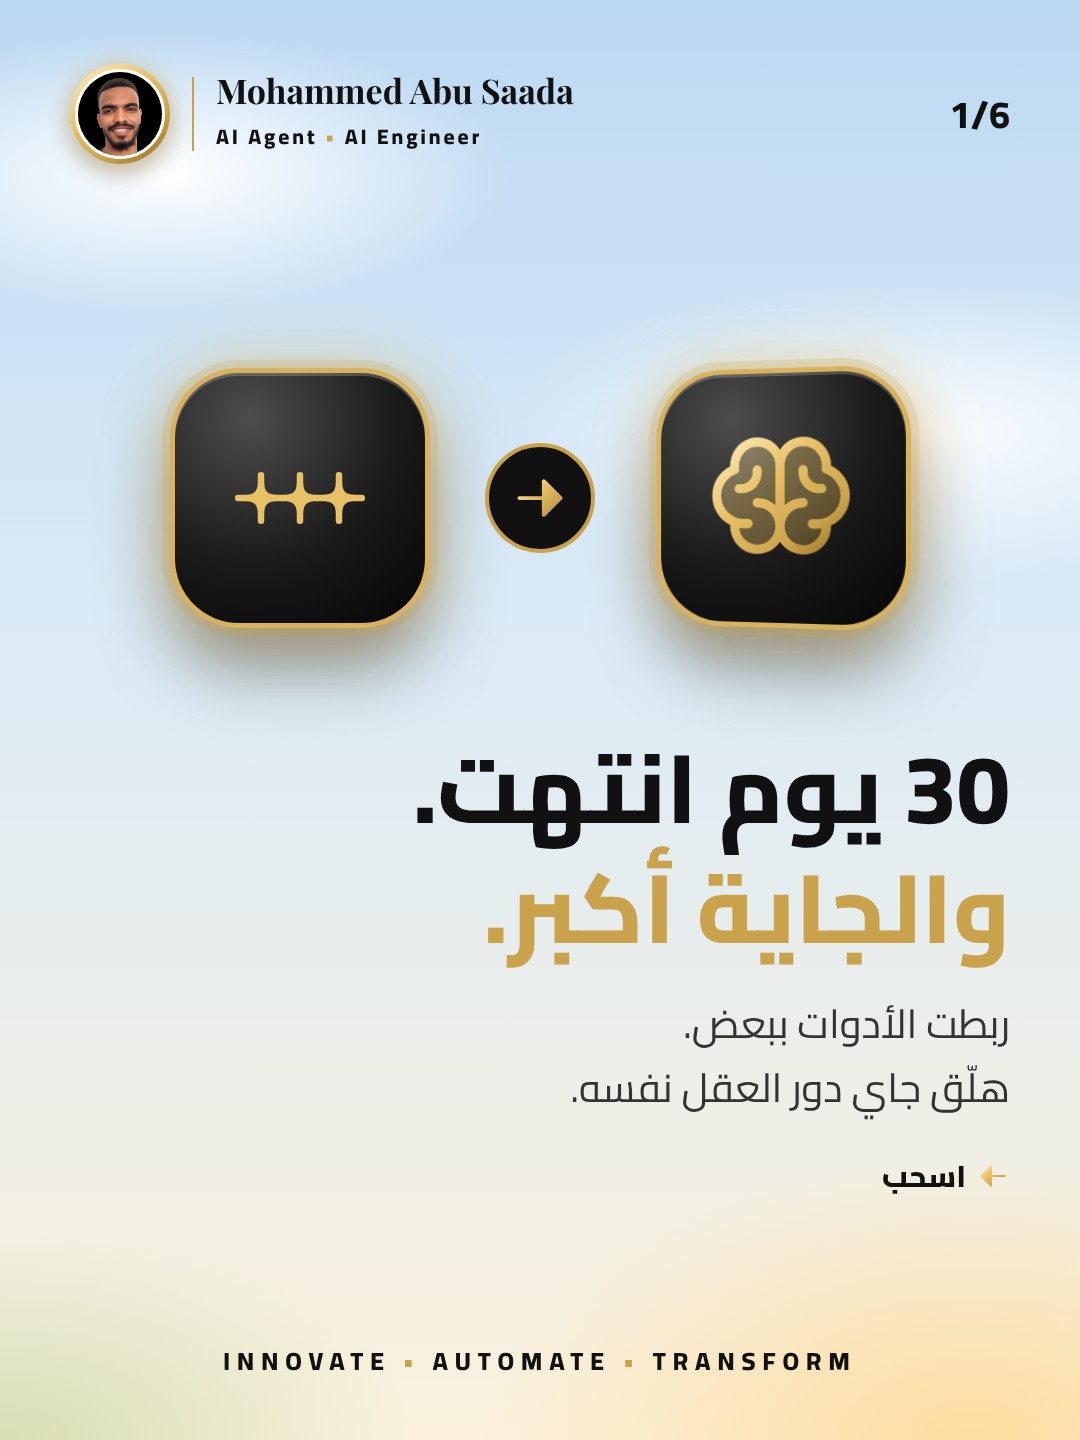 Mohammed Abu Saada
AI Agent ▪ AI Engineer
1/6
30 يوم انتهت.
والجاية أكبر.
ربطت الأدوات ببعض.
هلّق جاي دور العقل نفسه.
اسحب
INNOVATE ▪ AUTOMATE ▪ TRANSFORM